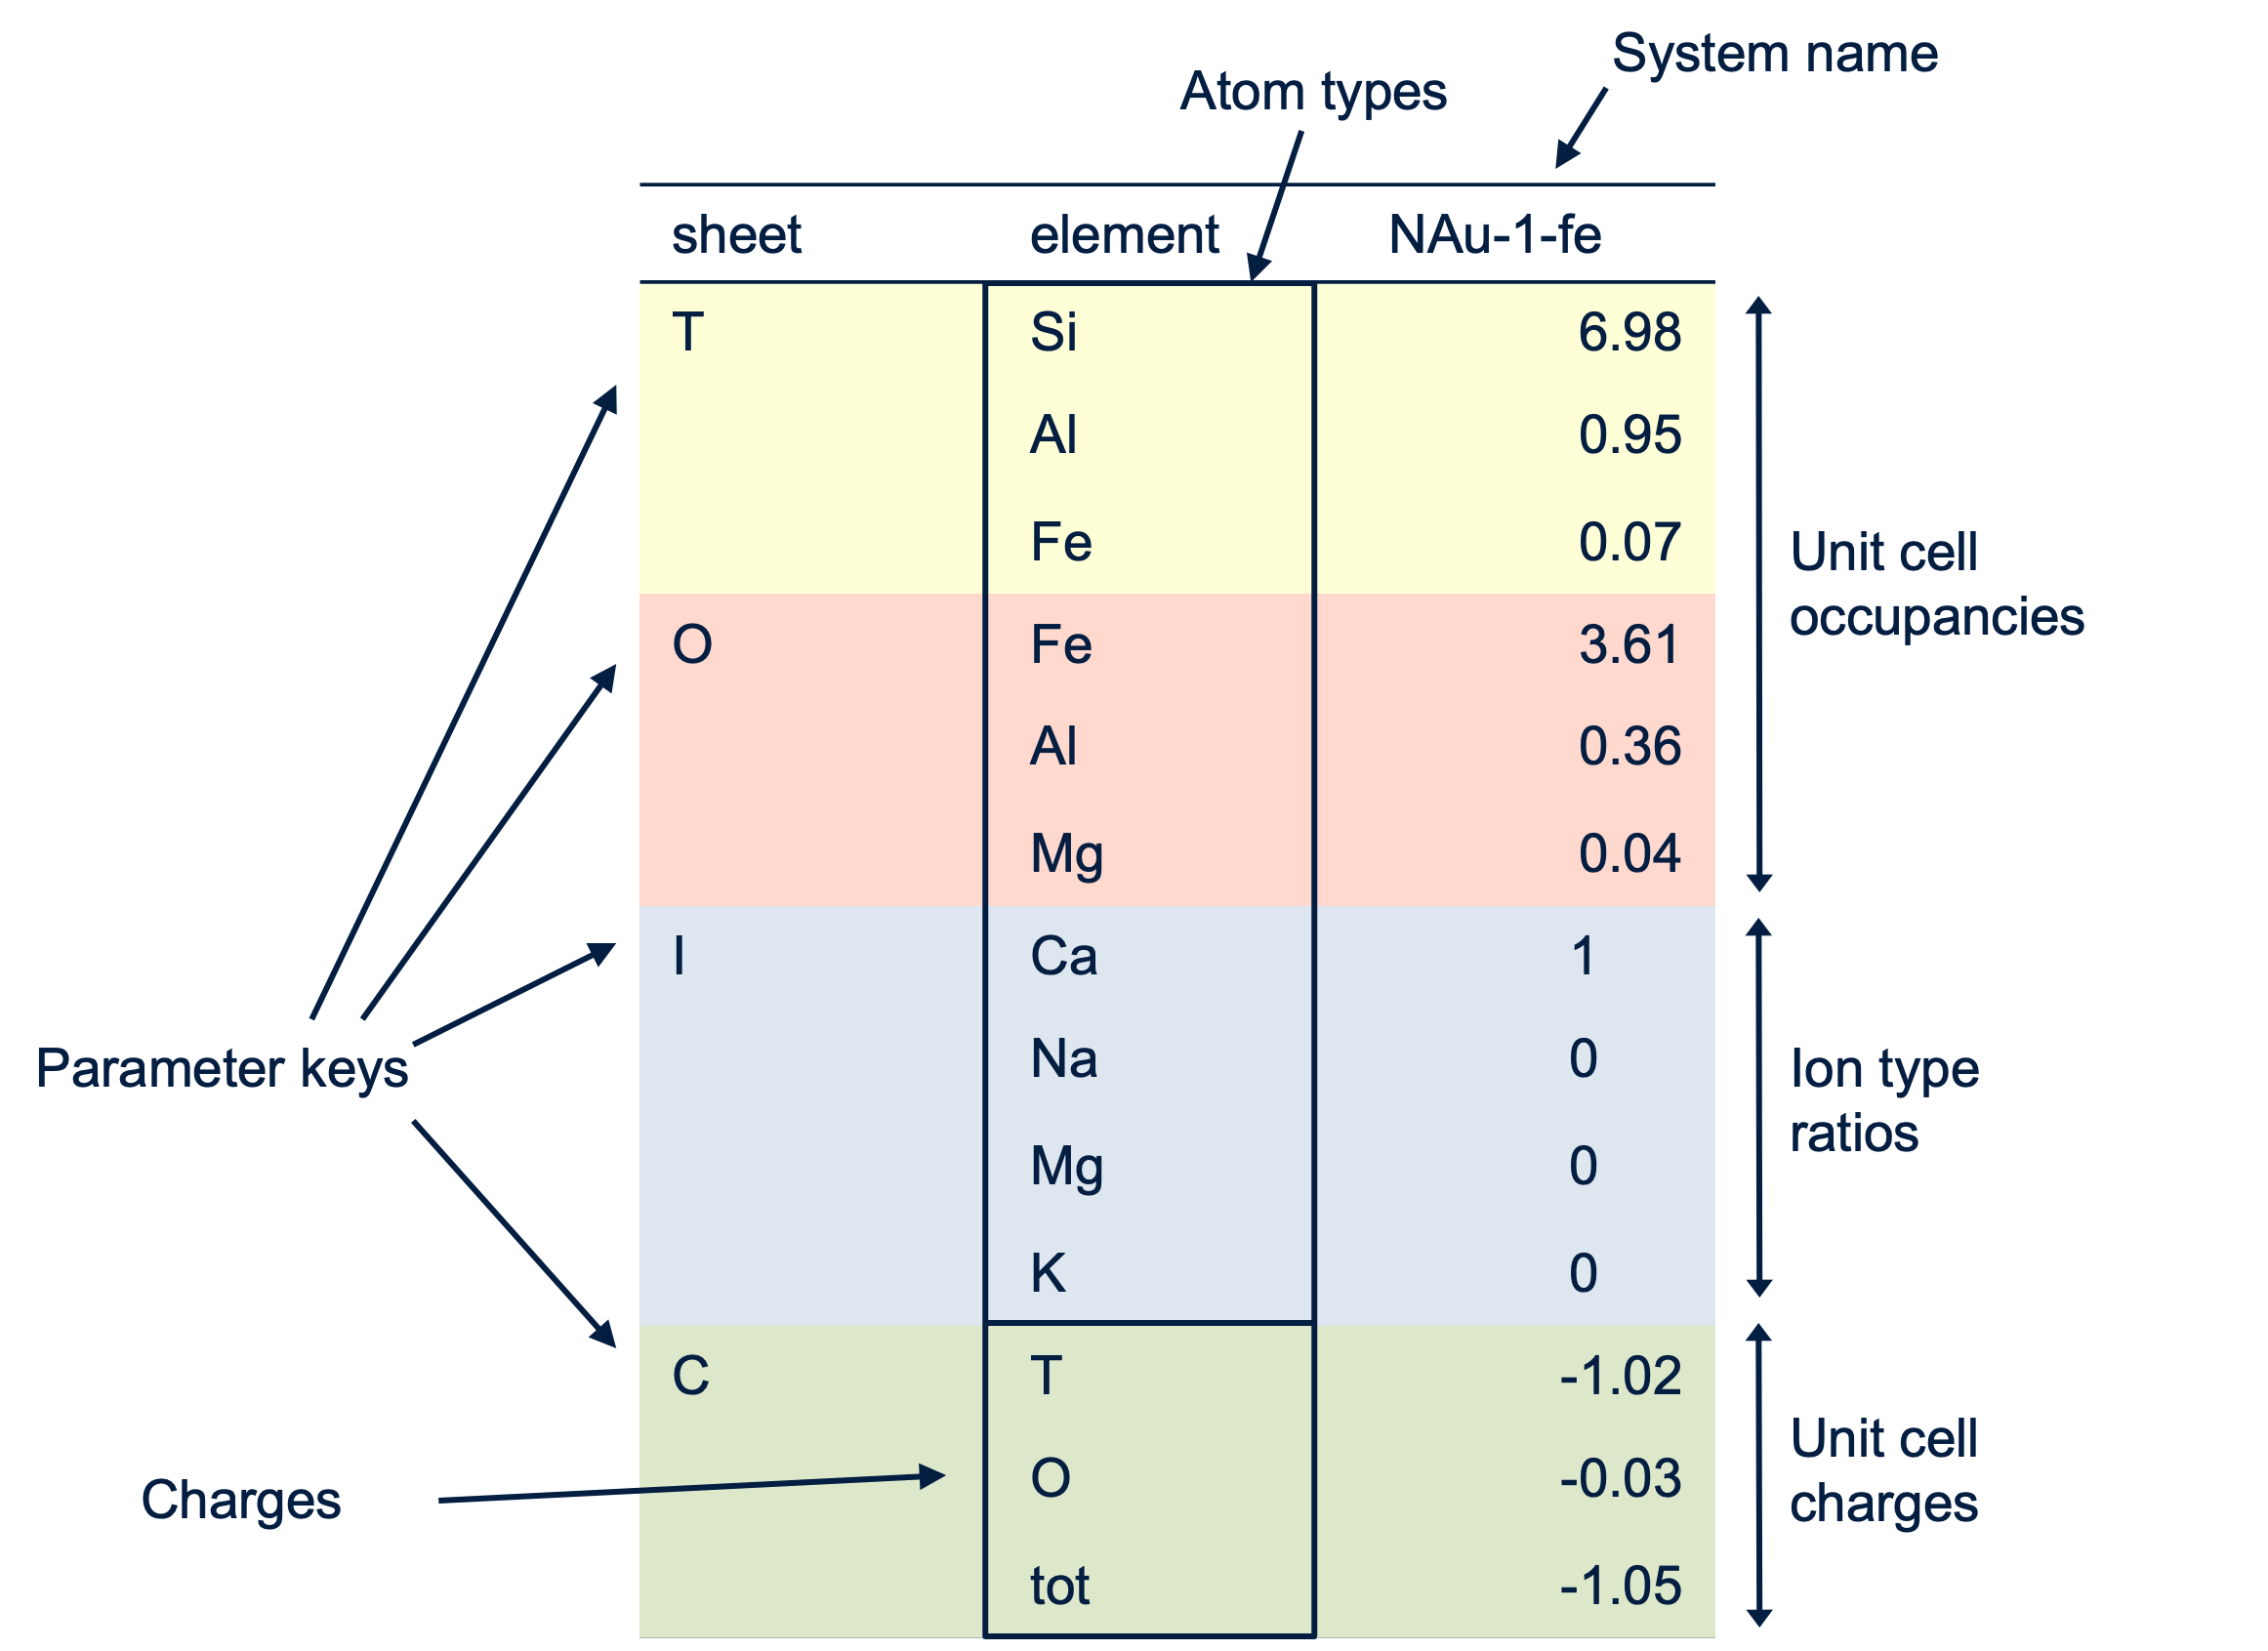 System name
Atom types
sheet element NAu-1-fe
T Si 6.98
Al 0.95
Fe 0.07
Unit cell
occupancies
O Fe 3.61
Al 0.36
Mg 0.04
I Ca 1
Na 0
Parameter keys
Ion type
ratios
Mg 0
K 0
C T -1.02
Unit cell
charges
O -0.03
Charges
tot -1.05